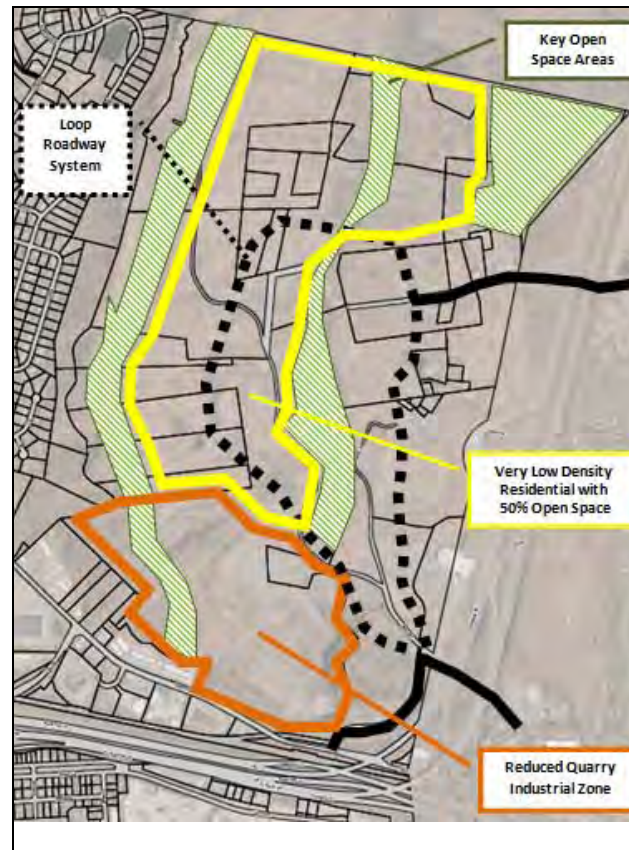 Key Open
Space Areas
Loop
Roadway
System
Very Low Density
Residential with
50% Open Space
Reduced Quarry
Industrial Zone